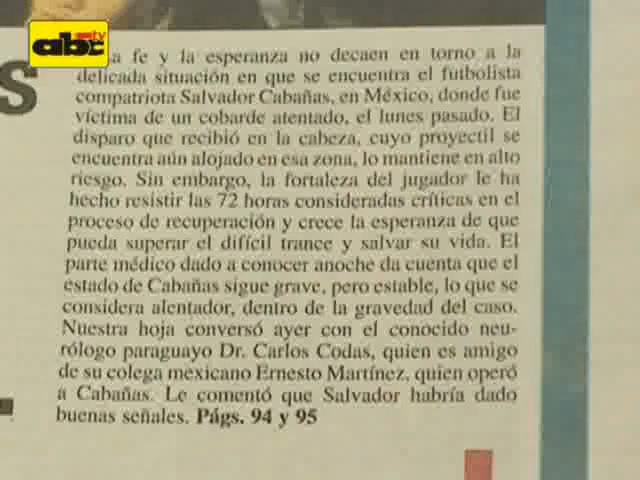 abc tv
a fe y la esperanza no decaen en torno a la
delicada situación en que se encuentra el futbolista
compatriota Salvador Cabañas, en México, donde fue
víctima de un cobarde atentado, el lunes pasado. El
disparo que recibió en la cabeza, cuyo proyectil se
encuentra aún alojado en esa zona, lo mantiene en alto
riesgo. Sin embargo, la fortaleza del jugador le ha
hecho resistir las 72 horas consideradas críticas en el
proceso de recuperación y crece la esperanza de que
pueda superar el difícil trance y salvar su vida. El
parte médico dado a conocer anoche da cuenta que el
estado de Cabañas sigue grave, pero estable, lo que se
considera alentador, dentro de la gravedad del caso.
Nuestra hoja conversó ayer con el conocido neu-
rólogo paraguayo Dr. Carlos Codas, quien es amigo
de su colega mexicano Ernesto Martínez, quien operó
a Cabañas. Le comentó que Salvador habría dado
buenas señales. Págs. 94 y 95